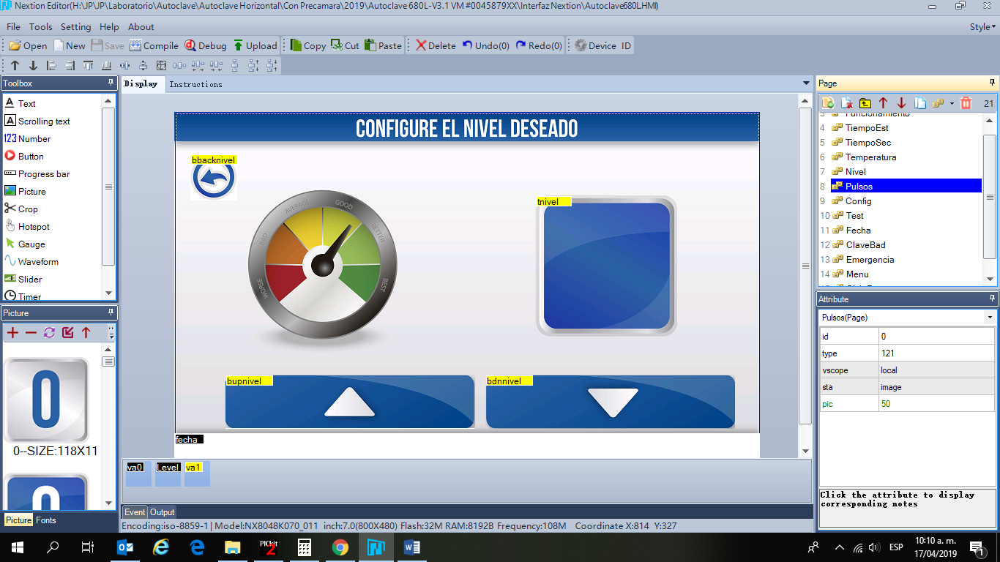 Nextion Editor(H:\JP\JP\Laboratorio\Autoclave\Autoclave Horizontal\Con Precamara\2019\Autoclave 680L-V3.1 VM #0045879XX\Interfaz Nextion\Autoclave680L.HMI)
File Tools Setting Help About Style
Open New Save Compile Debug Upload Copy Cut Paste Delete Undo(0) Redo(0) Device ID
Toolbox
Text
Scrolling text
123 Number
Button
Progress bar
Picture
Crop
Hotspot
Gauge
Waveform
Slider
Timer
Picture
0
0--SIZE:118X11
Picture Fonts
Display Instructions
CONFIGURE EL NIVEL DESEADO
bbacknivel
WORSE
BAD
AVERAGE
GOOD
BETTER
BEST
tnivel
bupnivel
bdnnivel
fecha
va0 Level va1
Event Output
Encoding:iso-8859-1 Model:NX8048K070_011 inch:7.0(800X480) Flash:32M RAM:8192B Frequency:108M Coordinate X:814 Y:327
Page
21
3 Funcionamiento
4 TiempoEst
5 TiempoSec
6 Temperatura
7 Nivel
8 Pulsos
9 Config
10 Test
11 Fecha
12 ClaveBad
13 Emergencia
14 Menu
Attribute
Pulsos(Page)
id 0
type 121
vscope local
sta image
pic 50
Click the attribute to display
corresponding notes
PICkit
2
ESP
10:10 a. m.
17/04/2019
1